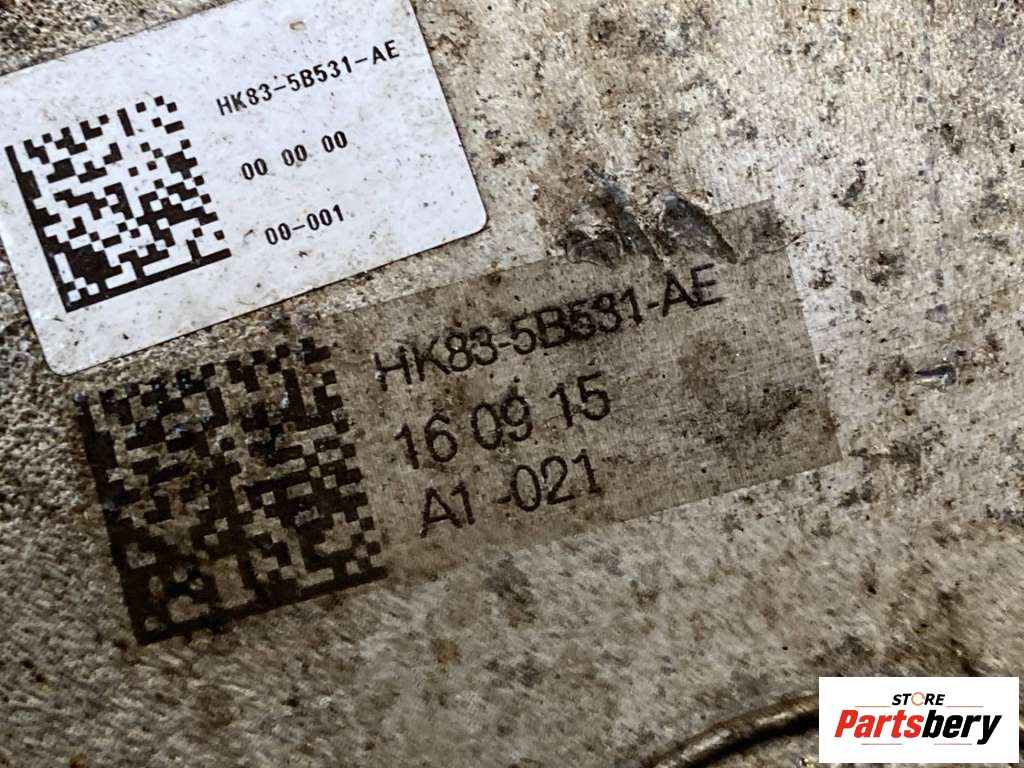 HK83-5B531-AE
00 00 00
00-001
HK83-5B531-AE
16 09 15
A1 -021
STORE
Partsbery